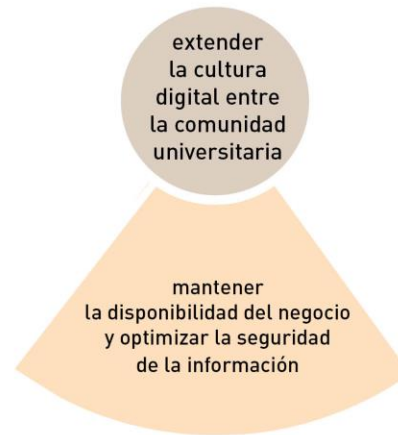 extender
la cultura
digital entre
la comunidad
universitaria
mantener
la disponibilidad del negocio
y optimizar la seguridad
de la información